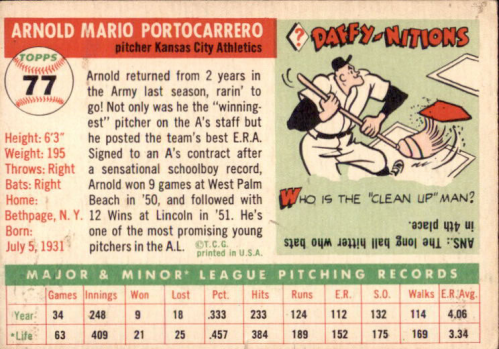 ARNOLD MARIO PORTOCARRERO
pitcher Kansas City Athletics
TOPPS
77
Height: 6'3"
Weight: 195
Throws: Right
Bats: Right
Home:
Bethpage, N. Y.
Born:
July 5, 1931
Arnold returned from 2 years in
the Army last season, rarin' to
go! Not only was he the "winning-
est" pitcher on the A's staff but
he posted the team's best E.R.A.
Signed to an A's contract after
a sensational schoolboy record,
Arnold won 9 games at West Palm
Beach in '50, and followed with
12 Wins at Lincoln in '51. He's
one of the most promising young
pitchers in the A.L.
©T.C.G.
printed in U.S.A.
? DAFFY-NITIONS
WHO IS THE "CLEAN UP" MAN?
ANS.: The long ball hitter who bats
in 4th place.
MAJOR & MINOR* LEAGUE PITCHING RECORDS
Games Innings Won Lost Pct. Hits Runs E.R. S.O. Walks E.R.Avg.
Year 34 248 9 18 .333 233 124 112 132 114 4.06
*Life 63 409 21 25 .457 384 189 152 175 169 3.34